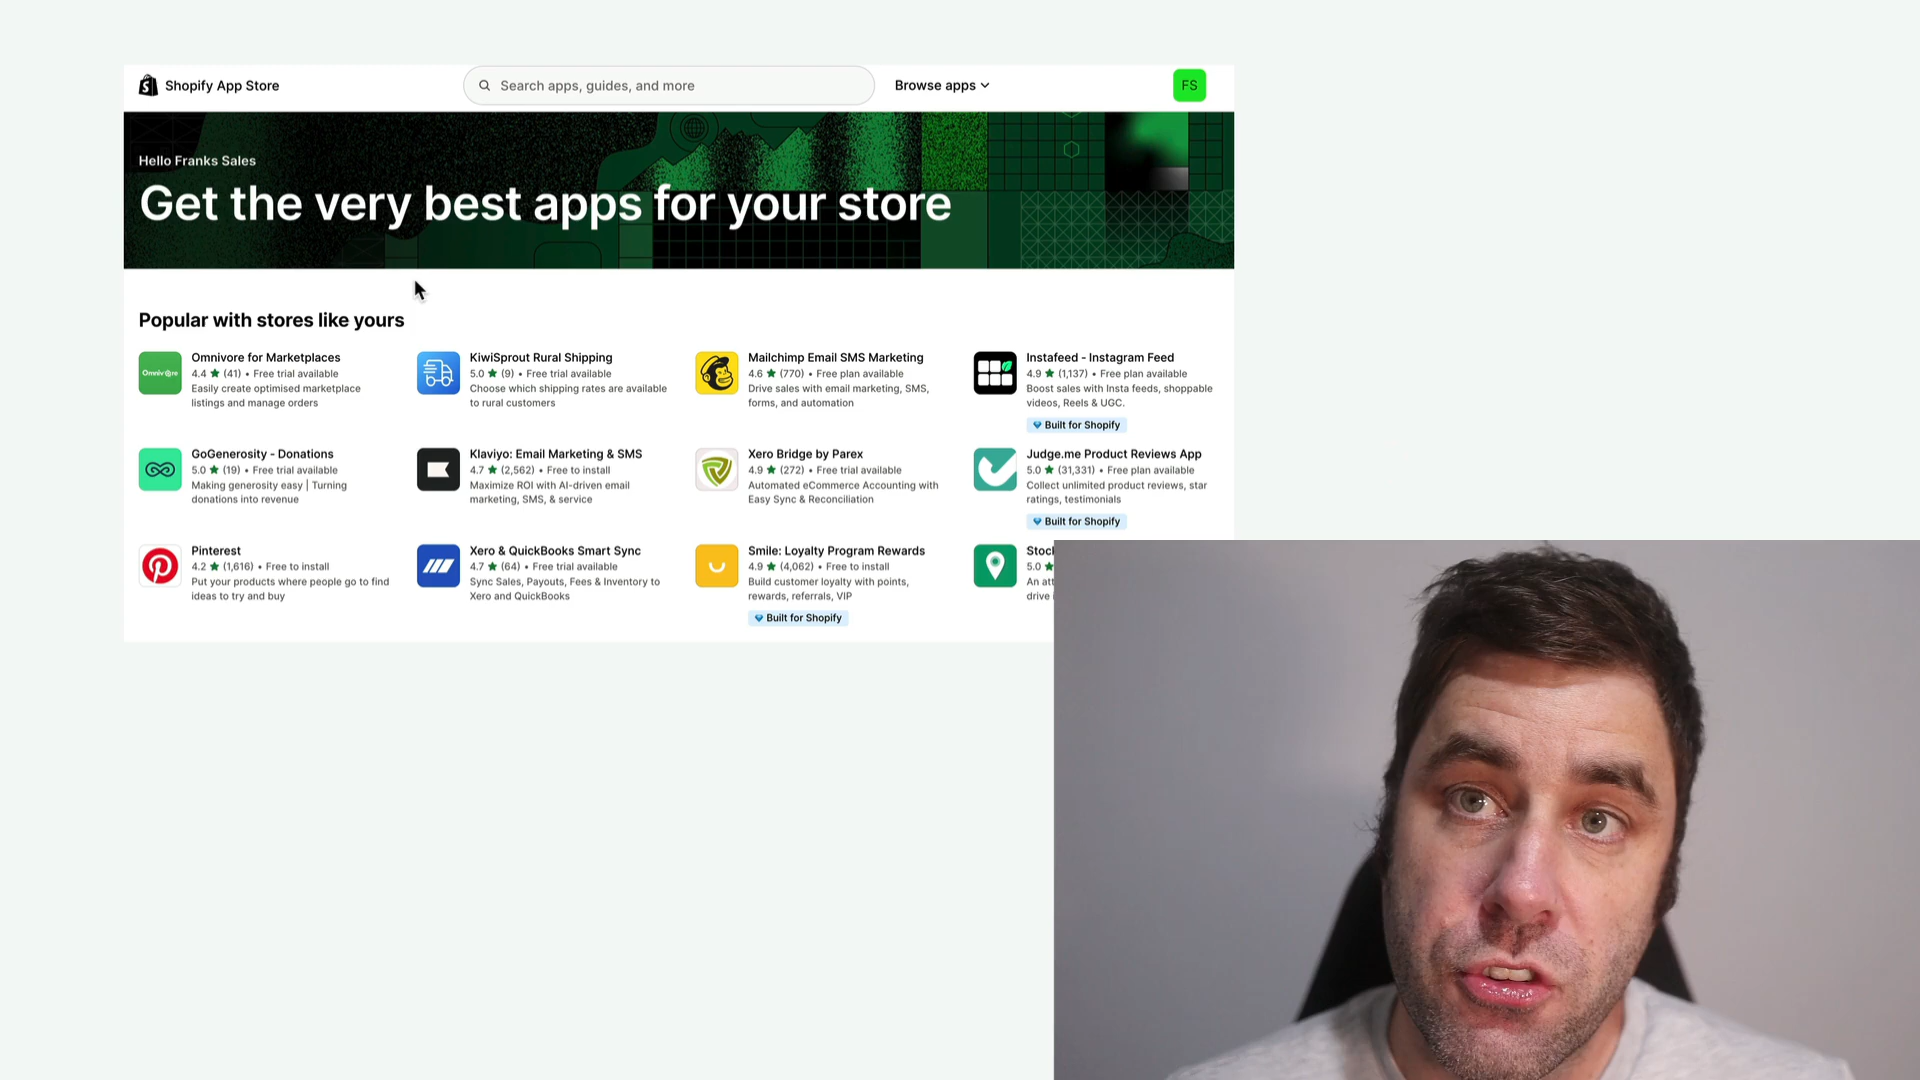 Shopify App Store
Search apps, guides, and more
Browse apps
FS
Hello Franks Sales
Get the very best apps for your store
Popular with stores like yours
Omnivore
Omnivore for Marketplaces
4.4 ★ (41) • Free trial available
Easily create optimised marketplace
listings and manage orders
KiwiSprout Rural Shipping
5.0 ★ (9) • Free trial available
Choose which shipping rates are available
to rural customers
Mailchimp Email SMS Marketing
4.6 ★ (770) • Free plan available
Drive sales with email marketing, SMS,
forms, and automation
Instafeed - Instagram Feed
4.9 ★ (1,137) • Free plan available
Boost sales with Insta feeds, shoppable
videos, Reels & UGC.
Built for Shopify
GoGenerosity - Donations
5.0 ★ (19) • Free trial available
Making generosity easy | Turning
donations into revenue
Klaviyo: Email Marketing & SMS
4.7 ★ (2,562) • Free to install
Maximize ROI with AI-driven email
marketing, SMS, & service
Xero Bridge by Parex
4.9 ★ (272) • Free trial available
Automated eCommerce Accounting with
Easy Sync & Reconciliation
Judge.me Product Reviews App
5.0 ★ (31,331) • Free plan available
Collect unlimited product reviews, star
ratings, testimonials
Built for Shopify
Pinterest
4.2 ★ (1,616) • Free to install
Put your products where people go to find
ideas to try and buy
Xero & QuickBooks Smart Sync
4.7 ★ (64) • Free trial available
Sync Sales, Payouts, Fees & Inventory to
Xero and QuickBooks
Smile: Loyalty Program Rewards
4.9 ★ (4,062) • Free to install
Build customer loyalty with points,
rewards, referrals, VIP
Built for Shopify
Stoc
5.0 ★
An att
drive i